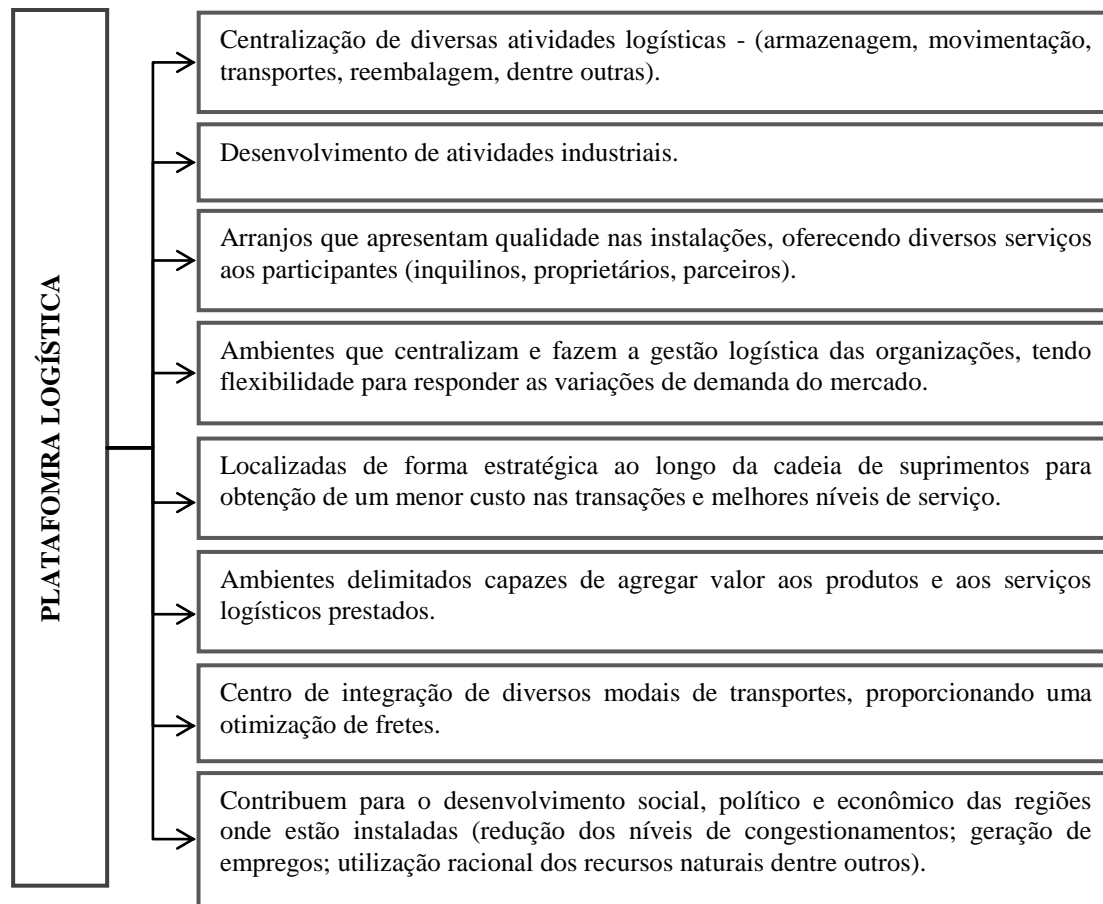 PLATAFOMRA LOGÍSTICA
Centralização de diversas atividades logísticas - (armazenagem, movimentação,
transportes, reembalagem, dentre outras).
Desenvolvimento de atividades industriais.
Arranjos que apresentam qualidade nas instalações, oferecendo diversos serviços
aos participantes (inquilinos, proprietários, parceiros).
Ambientes que centralizam e fazem a gestão logística das organizações, tendo
flexibilidade para responder as variações de demanda do mercado.
Localizadas de forma estratégica ao longo da cadeia de suprimentos para
obtenção de um menor custo nas transações e melhores níveis de serviço.
Ambientes delimitados capazes de agregar valor aos produtos e aos serviços
logísticos prestados.
Centro de integração de diversos modais de transportes, proporcionando uma
otimização de fretes.
Contribuem para o desenvolvimento social, político e econômico das regiões
onde estão instaladas (redução dos níveis de congestionamentos; geração de
empregos; utilização racional dos recursos naturais dentre outros).